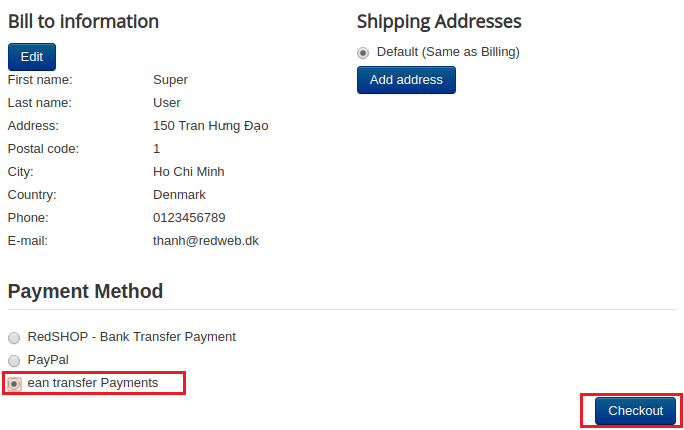 Bill to information
Edit
First name: Super
Last name: User
Address: 150 Tran Hưng Đạo
Postal code: 1
City: Ho Chi Minh
Country: Denmark
Phone: 0123456789
E-mail: thanh@redweb.dk
Shipping Addresses
Default (Same as Billing)
Add address
Payment Method
RedSHOP - Bank Transfer Payment
PayPal
ean transfer Payments
Checkout